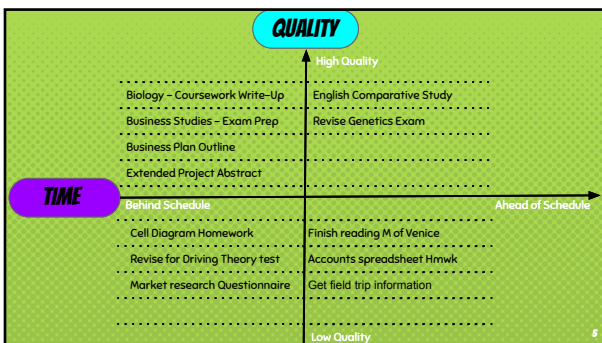 QUALITY
High Quality
Biology – Coursework Write-Up
English Comparative Study
Business Studies – Exam Prep
Revise Genetics Exam
Business Plan Outline
Extended Project Abstract
TIME
Behind Schedule
Ahead of Schedule
Cell Diagram Homework
Finish reading M of Venice
Revise for Driving Theory test
Accounts spreadsheet Hmwk
Market research Questionnaire
Get field trip information
Low Quality
5